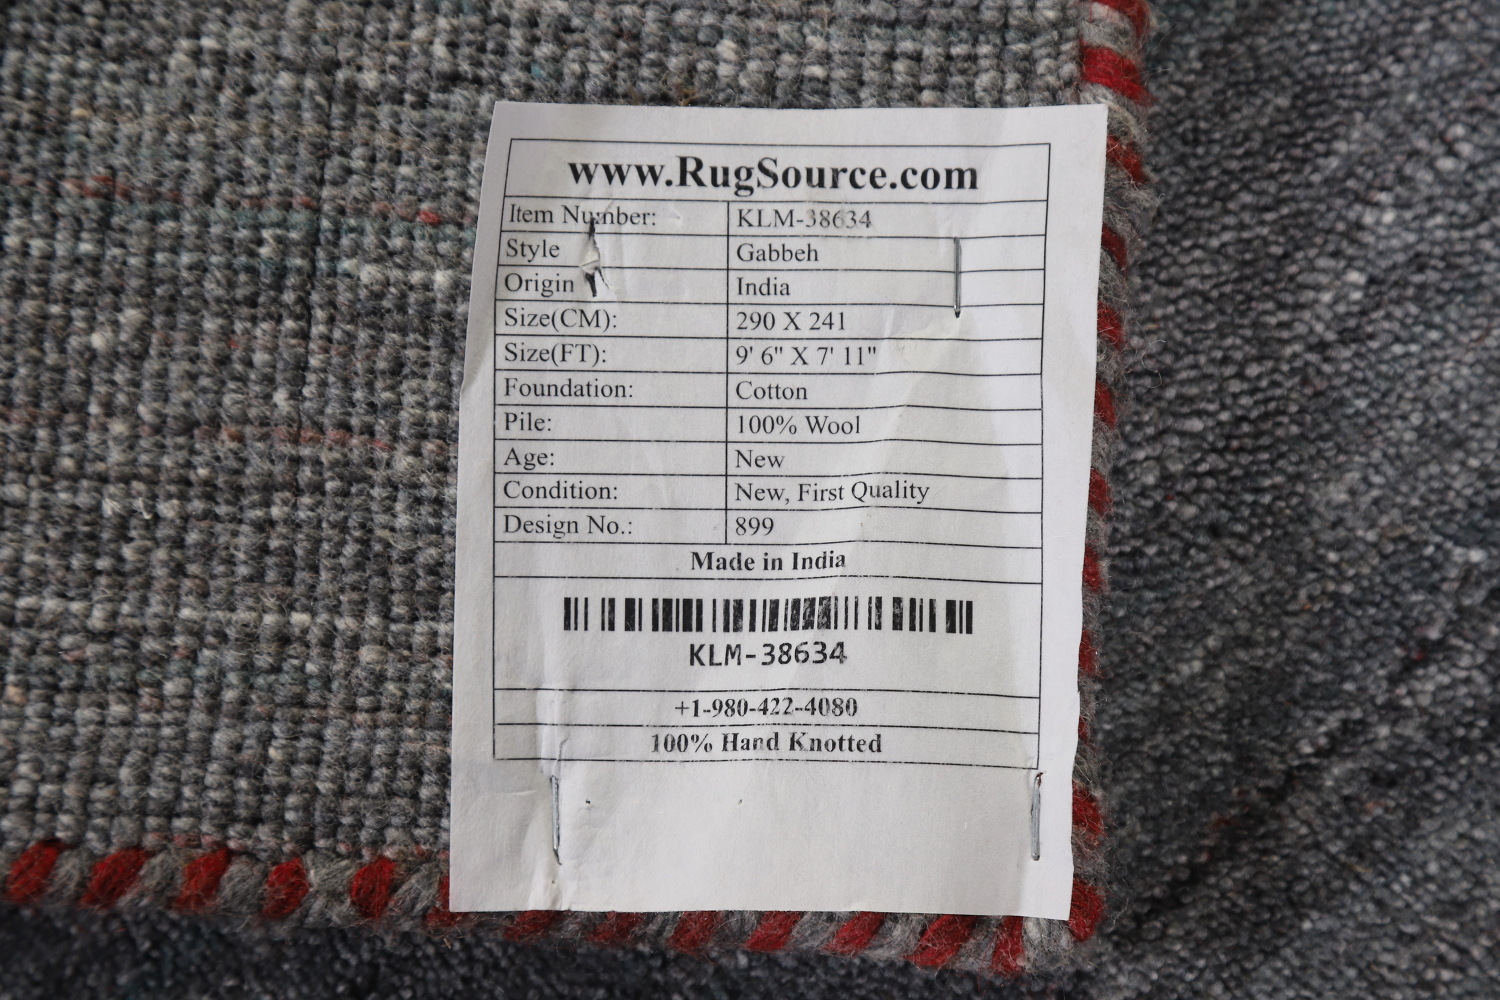 www.RugSource.com
Item Number: KLM-38634
Style Gabbeh
Origin India
Size(CM): 290 X 241
Size(FT): 9' 6" X 7' 11"
Foundation: Cotton
Pile: 100% Wool
Age: New
Condition: New, First Quality
Design No.: 899
Made in India
KLM-38634
+1-980-422-4080
100% Hand Knotted